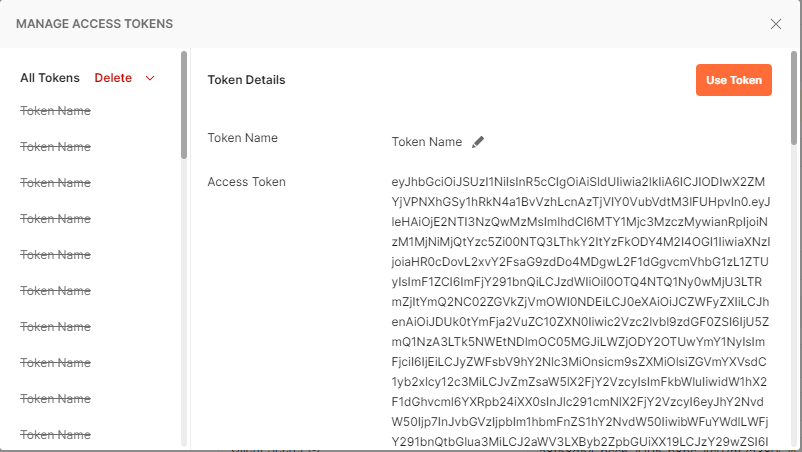 MANAGE ACCESS TOKENS
All Tokens Delete
Token Name
Token Name
Token Name
Token Name
Token Name
Token Name
Token Name
Token Name
Token Name
Token Name
Token Details
Use Token
Token Name
Token Name
Access Token
eyJhbGciOiJSUzI1NiIsInR5cCIgOiAiSldUIiwia2lkIiA6ICJIODIwX2ZM
YjVPNXhGSy1hRkN4a1BvVzhLcnAzTjVIY0VubVdtM3lFUHpvIn0.eyJ
leHAiOjE2NTI3NzQwMzMsImlhdCI6MTY1Mjc3MzczMywianRpIjoiN
zM1MjNiMjQtYzc5Zi00NTQ3LThkY2ItYzFkODY4M2I4OGI1IiwiaXNzI
joiaHR0cDovL2xvY2FsaG9zdDo4MDgwL2F1dGgvcmVhbG1zL1ZTU
yIsImF1ZCI6ImFjY291bnQiLCJzdWIiOiI0OTQ4NTQ1Ny0wMjU3LTR
mZjItYmQ2NC02ZGVkZjVmOWI0NDEiLCJ0eXAiOiJCZWFyZXIiLCJh
enAiOiJDUk0tYmFja2VuZC10ZXN0Iiwic2Vzc2lvbl9zdGF0ZSI6IjU5Z
mQ1NzA3LTk5NWEtNDlmOC05MGJiLWZjODY2OTUwYmY1NyIsIm
FjciI6IjEiLCJyZWFsbV9hY2Nlc3MiOnsicm9sZXMiOlsiZGVmYXVsdC
1yb2xlcy12c3MiLCJvZmZsaW5lX2FjY2VzcyIsImFkbWluIiwidW1hX2
F1dGhvcml6YXRpb24iXX0sInJlc291cmNlX2FjY2VzcyI6eyJhY2Nvd
W50Ijp7InJvbGVzIjpbIm1hbmFnZS1hY2NvdW50IiwibWFuYWdlLWFj
Y291bnQtbGlua3MiLCJ2aWV3LXByb2ZpbGUiXX19LCJzY29wZSI6I